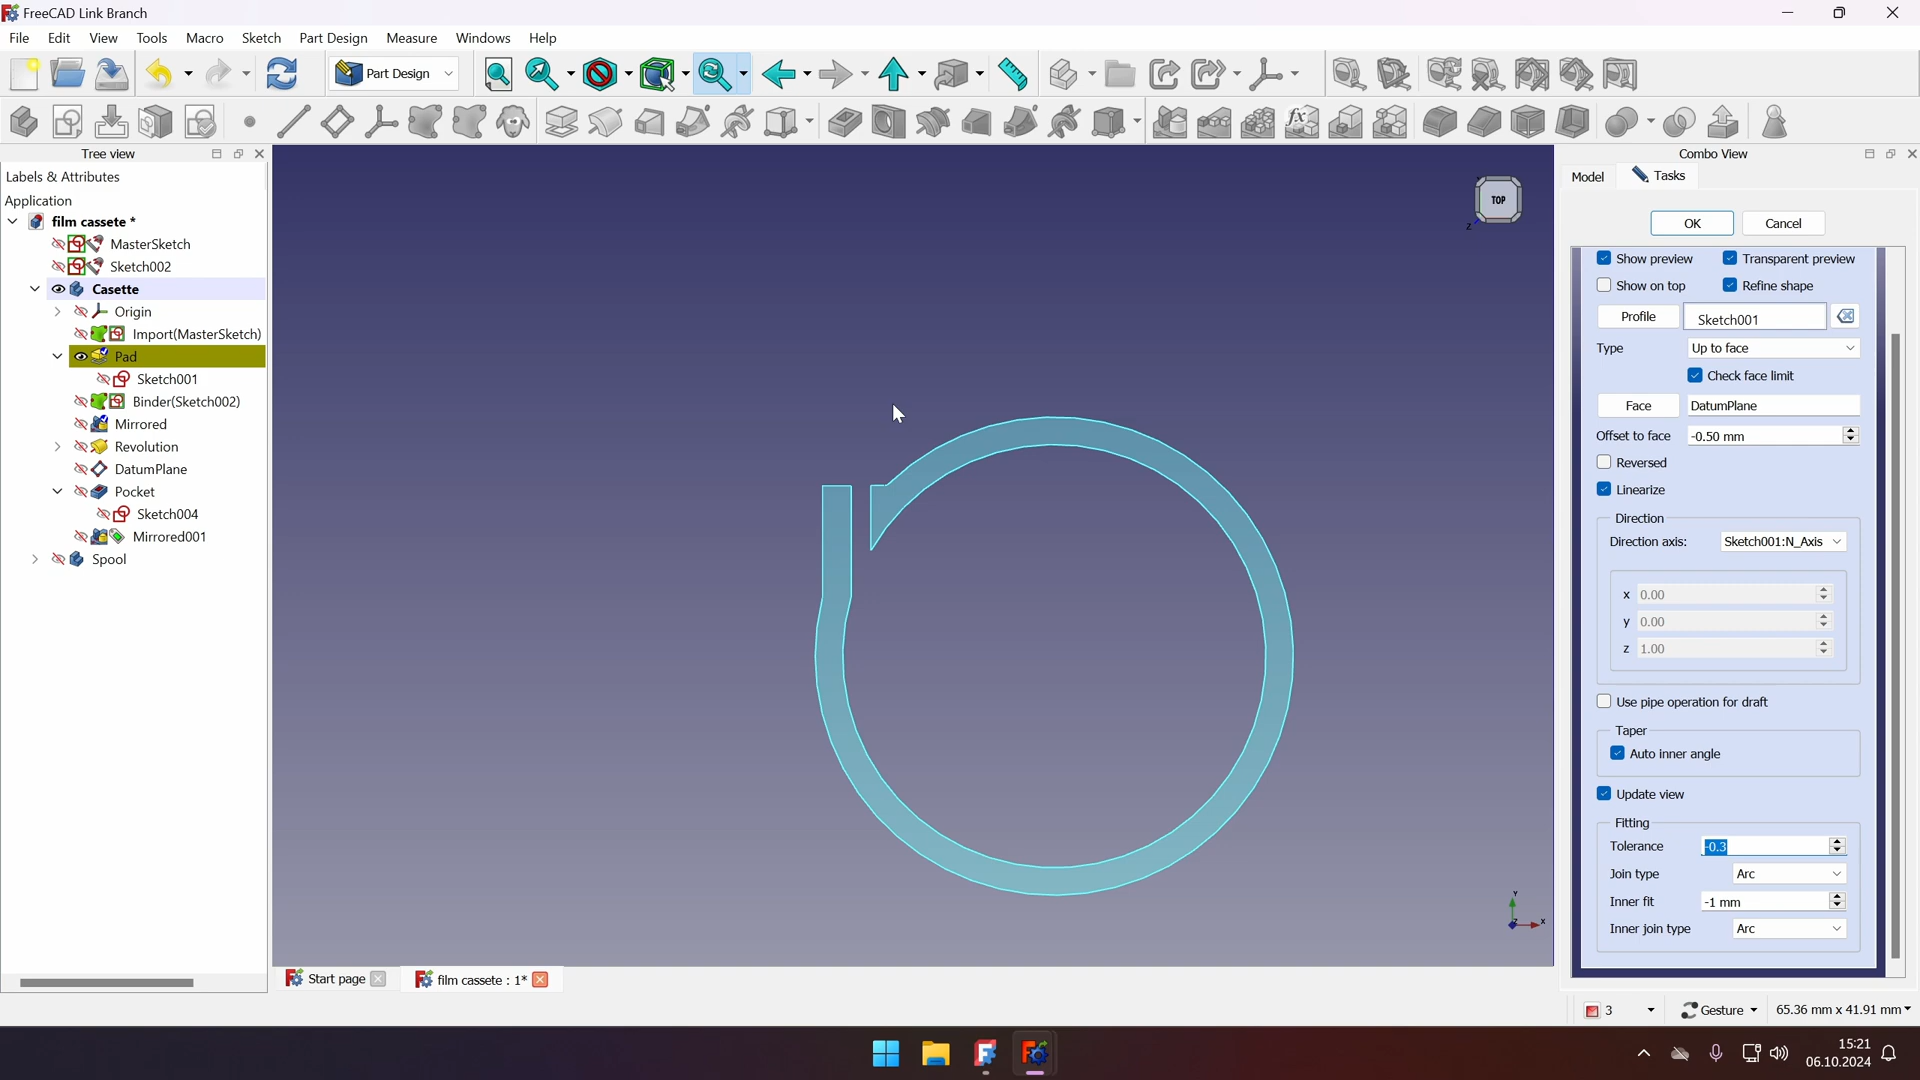 FreeCAD Link Branch
File Edit View Tools Macro Sketch Part Design Measure Windows Help
Part Design
Tree view
Labels & Attributes
Application
film cassete *
MasterSketch
Sketch002
Casette
Origin
Import(MasterSketch)
Pad
Sketch001
Binder(Sketch002)
Mirrored
Revolution
DatumPlane
Pocket
Sketch004
Mirrored001
Spool
TOP
Z
Y
Z
X
Start page
film cassete : 1*
Combo View
Model Tasks
OK Cancel
Show preview Transparent preview
Show on top Refine shape
Profile Sketch001
Type Up to face
Check face limit
Face DatumPlane
Offset to face -0.50 mm
Reversed
Linearize
Direction
Direction axis: Sketch001:N_Axis
x 0.00
y 0.00
z 1.00
Use pipe operation for draft
Taper
Auto inner angle
Update view
Fitting
Tolerance -0.3
Join type Arc
Inner fit -1 mm
Inner join type Arc
3 Gesture 65.36 mm x 41.91 mm
15:21
06.10.2024